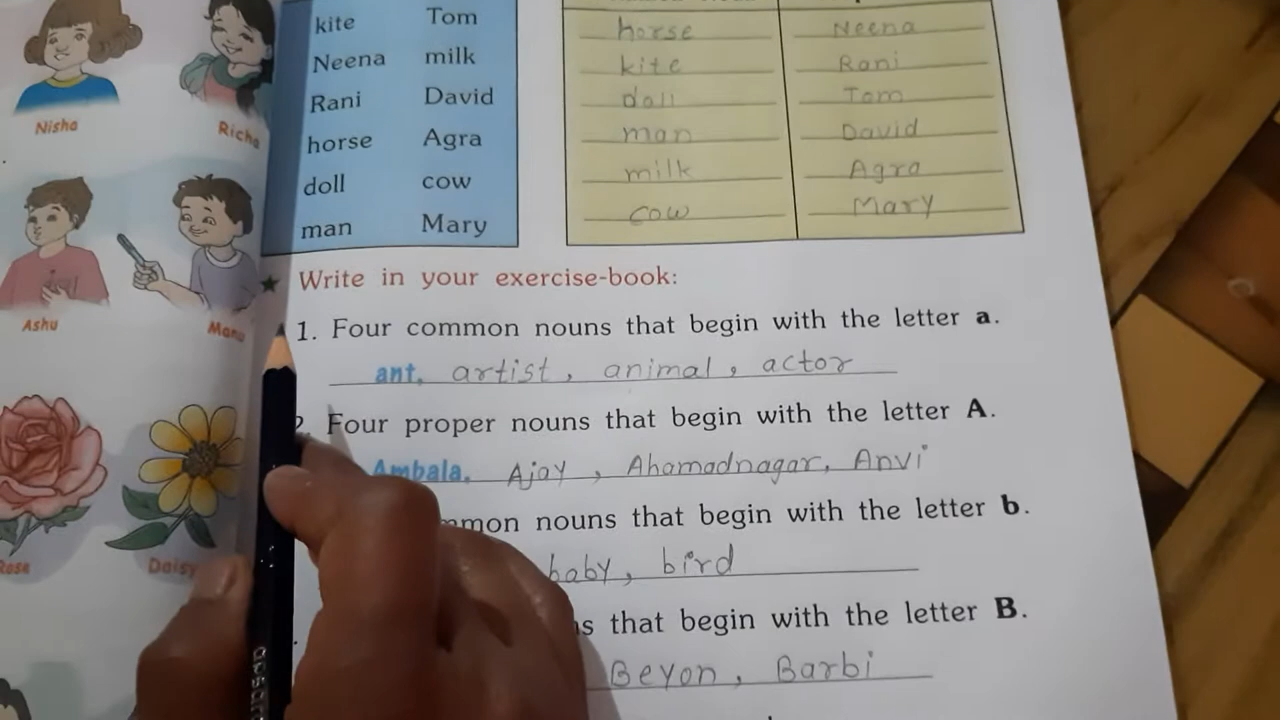 Nisha
Richa
Ashu
Rose
Daisy
kite Tom
Neena milk
Rani David
horse Agra
doll cow
man Mary
horse Neena
kite Rani
doll Tom
man David
milk Agra
cow Mary
Write in your exercise-book:
1. Four common nouns that begin with the letter a.
ant, artist, animal, actor
Four proper nouns that begin with the letter A.
Ambala, Ajay, Ahamadnagar, Anvi
nouns that begin with the letter b.
baby, bird
that begin with the letter B.
Beyon, Barbi
apsara